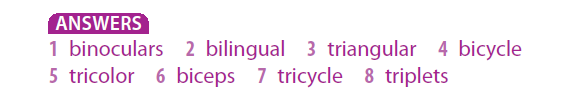 ANSWERS
1 binoculars 2 bilingual 3 triangular 4 bicycle
5 tricolor 6 biceps 7 tricycle 8 triplets